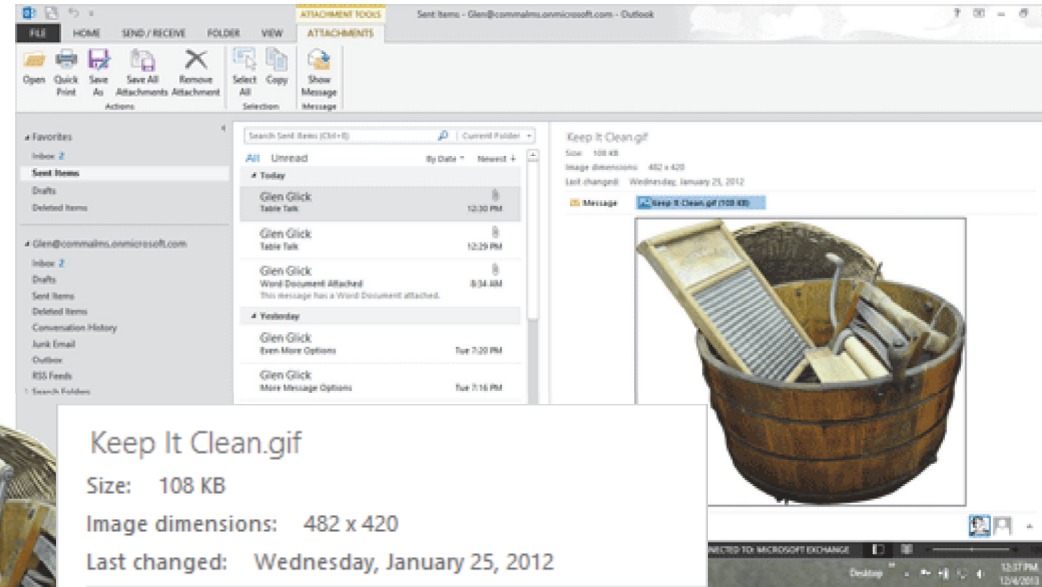 ATTACHMENT TOOLS
Sent Items - Glen@commalms.onmicrosoft.com - Outlook
?
FILE HOME SEND / RECEIVE FOLDER VIEW ATTACHMENTS
Open Quick Print Save As Save All Attachments Remove Attachment Select All Copy Show Message
Actions Selection Message
Favorites
Inbox 2
Sent Items
Drafts
Deleted Items
Glen@commalms.onmicrosoft.com
Inbox 2
Drafts
Sent Items
Deleted Items
Conversation History
Junk Email
Outbox
RSS Feeds
Search Folders
Search Sent Items (Ctrl+E) Current Folder
All Unread By Date Newest
Today
Glen Glick
Table Talk 12:30 PM
Glen Glick
Table Talk 12:29 PM
Glen Glick
Word Document Attached 8:34 AM
This message has a Word Document attached.
Yesterday
Glen Glick
Even More Options Tue 7:20 PM
Glen Glick
More Message Options Tue 7:16 PM
Keep It Clean.gif
Size: 108 KB
Image dimensions: 482 x 420
Last changed: Wednesday, January 25, 2012
Message Keep It Clean.gif (108 KB)
Keep It Clean.gif
Size: 108 KB
Image dimensions: 482 x 420
Last changed: Wednesday, January 25, 2012
NECTED TO: MICROSOFT EXCHANGE
Desktop
12:37 PM
12/4/2013